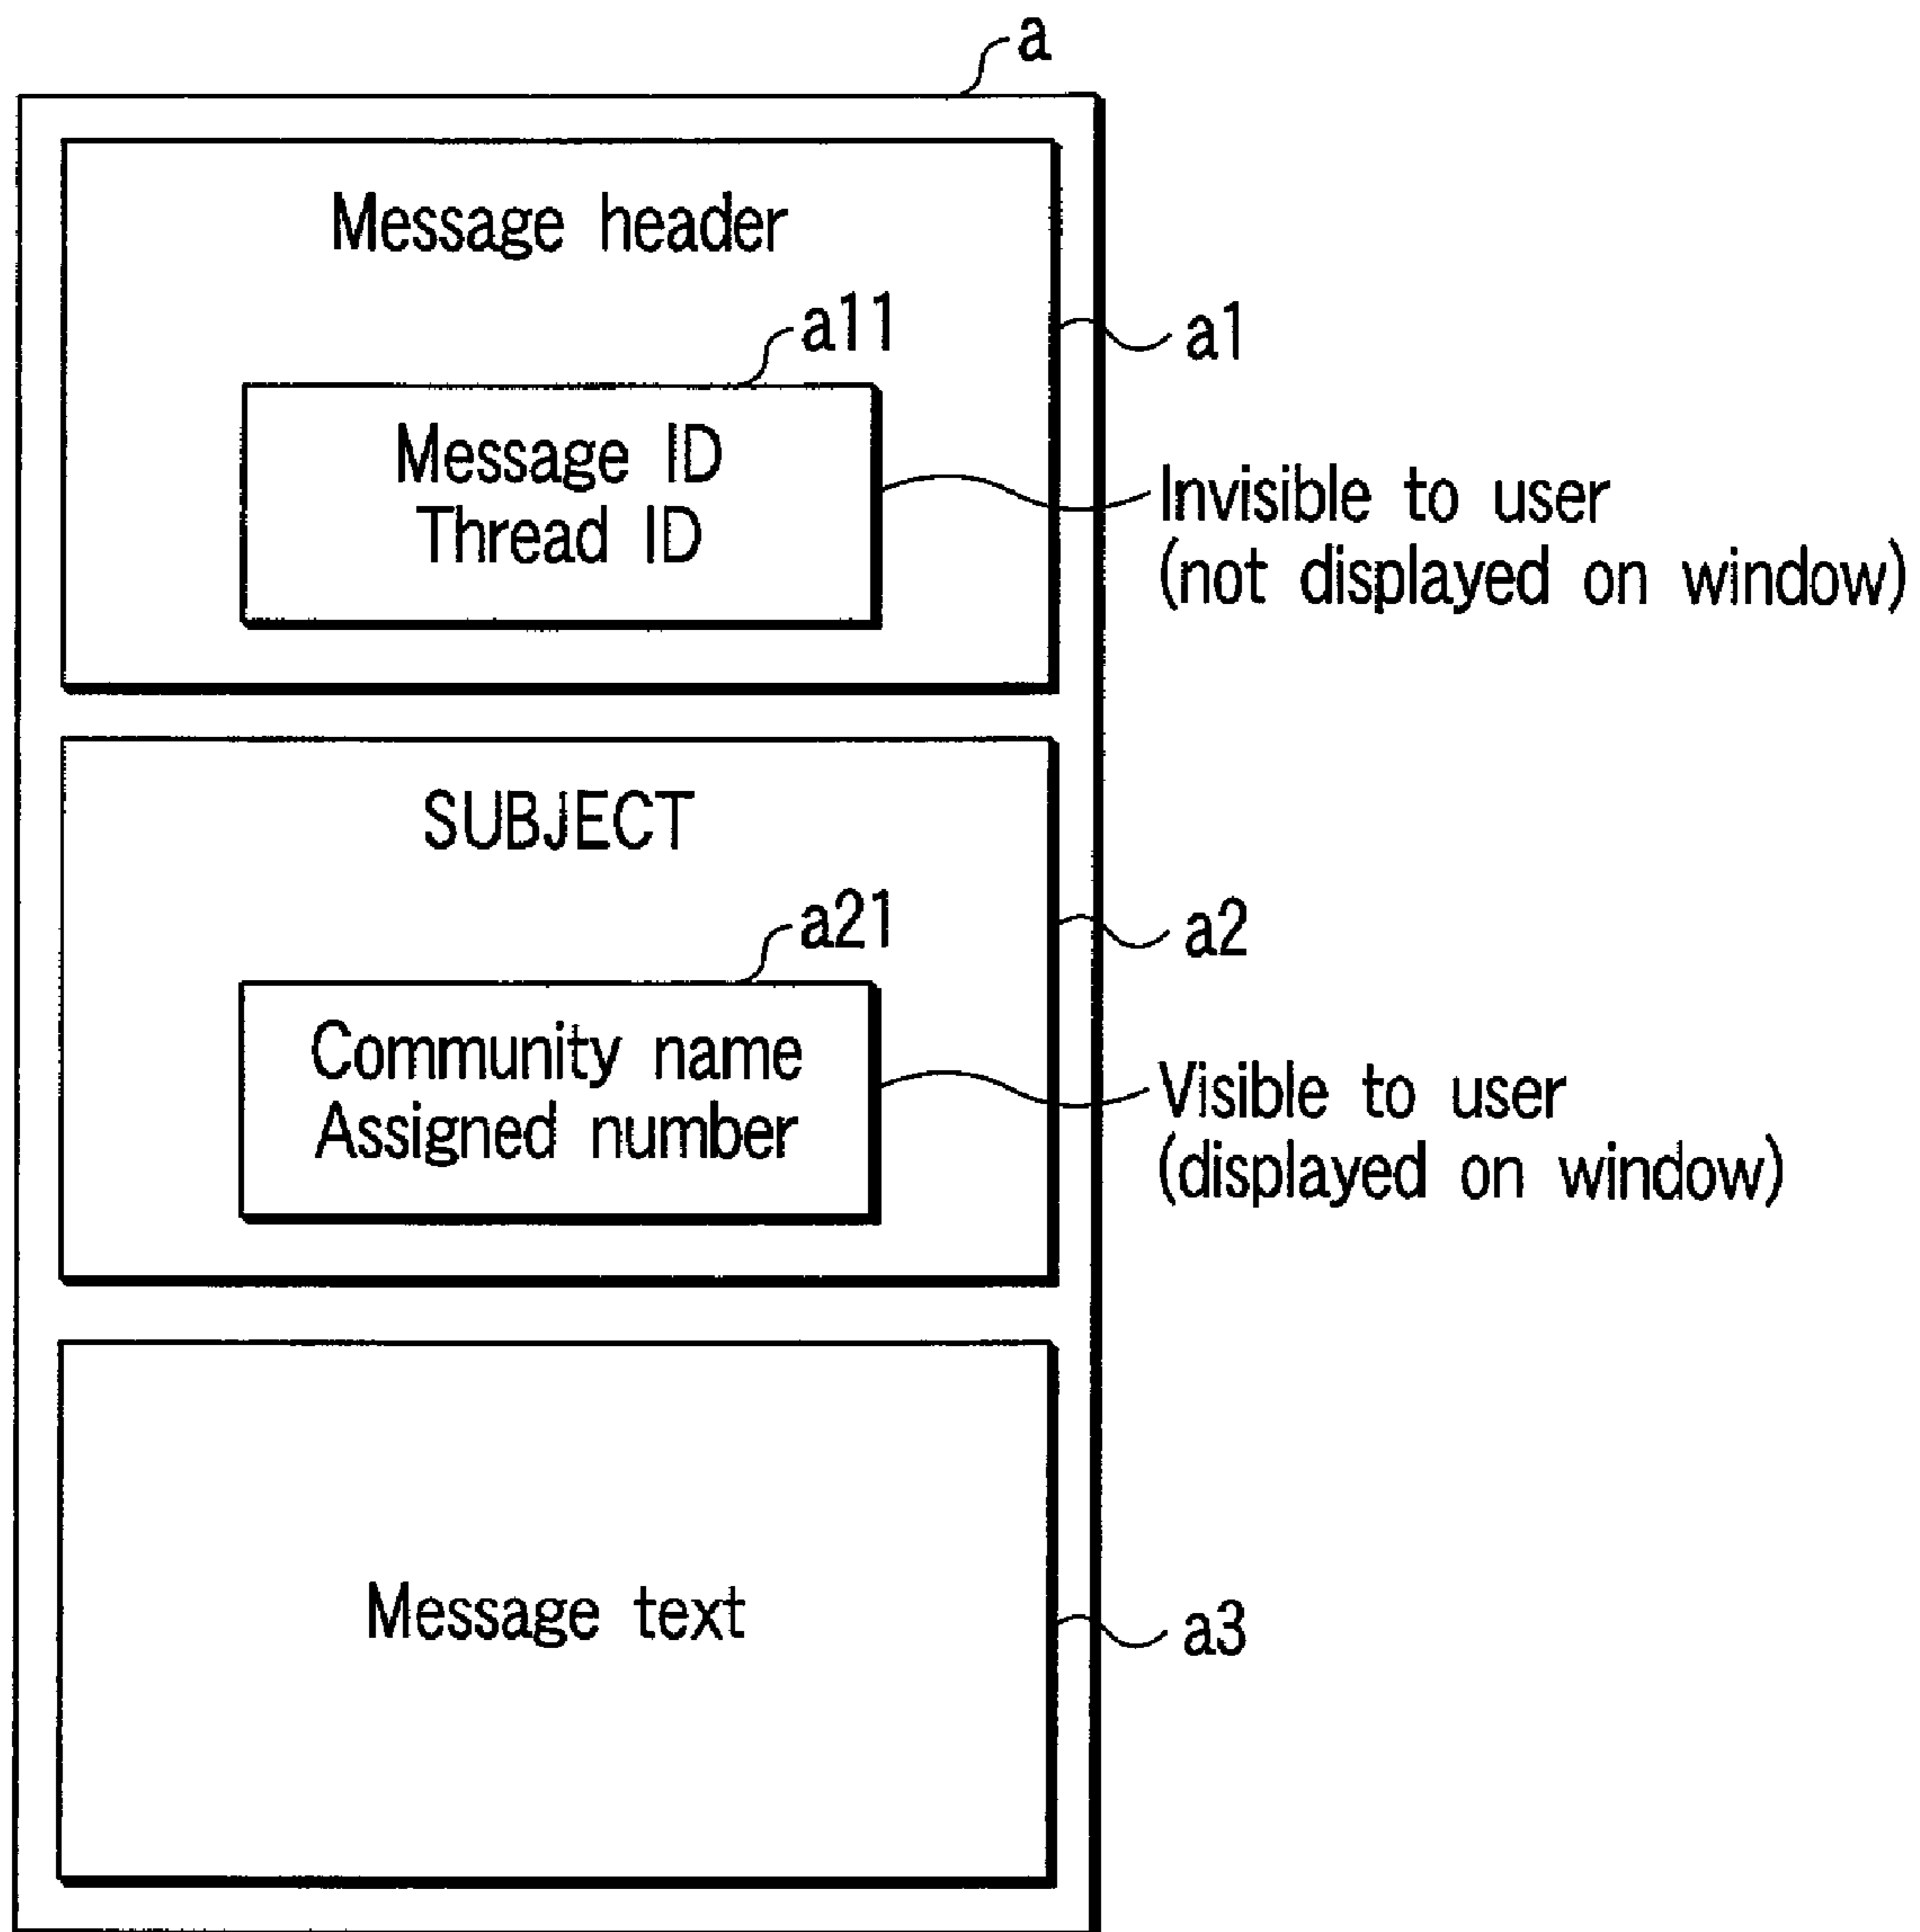 a
Message header
a11
a1
Message ID
Thread ID
Invisible to user
(not displayed on window)
SUBJECT
a21
a2
Community name
Assigned number
Visible to user
(displayed on window)
Message text
a3